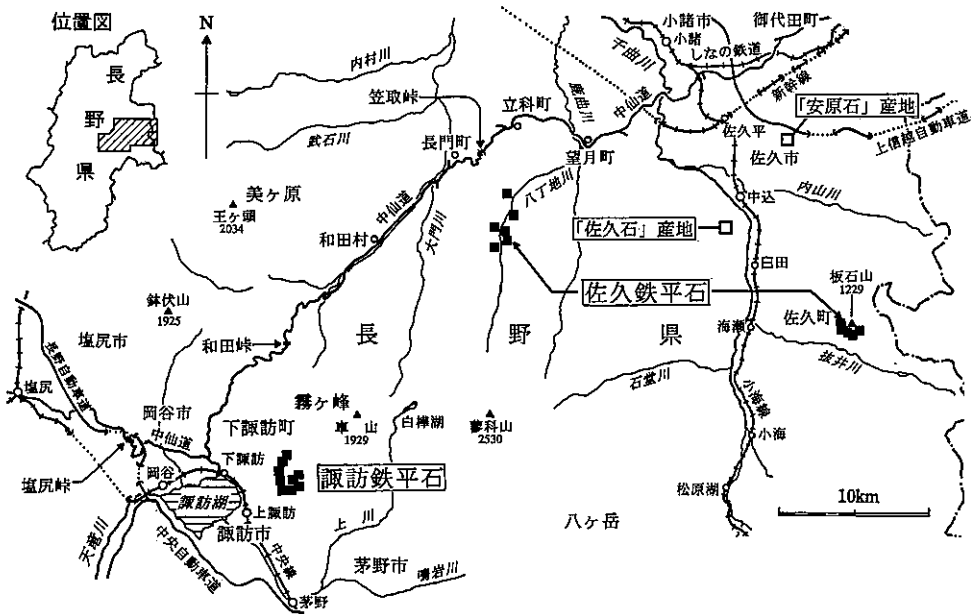 位置図
長
野
県
N
内村川
武石川
笠取峠
立科町
長門町
中仙道
大門川
美ヶ原
王ヶ頭
2034
和田村
鉢伏山
1925
和田峠
塩尻市
長野自動車道
塩尻
塩尻峠
岡谷市
中仙道
岡谷
下諏訪町
下諏訪
諏訪湖
上諏訪
諏訪市
天竜川
中央自動車道
中央線
茅野
茅野市
上川
鳴岩川
霧ヶ峰
車山
1929
白樺湖
諏訪鉄平石
蓼科山
2530
八ヶ岳
長野県
鹿曲川
望月町
八丁地川
中仙道
千曲川
小諸市
小諸
しなの鉄道
御代田町
新幹線
「安原石」産地
上信越自動車道
佐久平
佐久市
内山川
中込
「佐久石」産地
臼田
佐久鉄平石
板石山
1229
佐久町
海瀬
抜井川
石堂川
小海線
小海
松原湖
10km